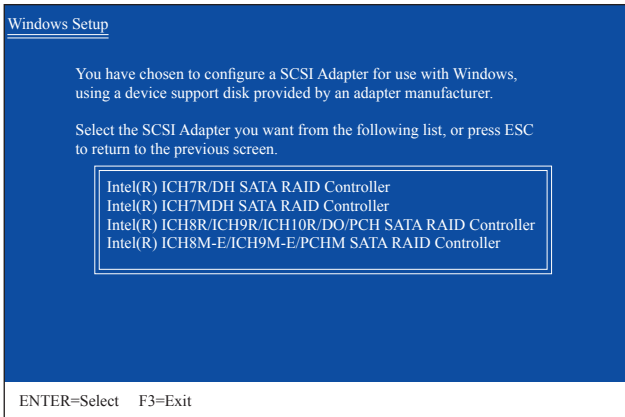 Windows Setup
You have chosen to configure a SCSI Adapter for use with Windows,
using a device support disk provided by an adapter manufacturer.
Select the SCSI Adapter you want from the following list, or press ESC
to return to the previous screen.
Intel(R) ICH7R/DH SATA RAID Controller
Intel(R) ICH7MDH SATA RAID Controller
Intel(R) ICH8R/ICH9R/ICH10R/DO/PCH SATA RAID Controller
Intel(R) ICH8M-E/ICH9M-E/PCHM SATA RAID Controller
ENTER=Select F3=Exit